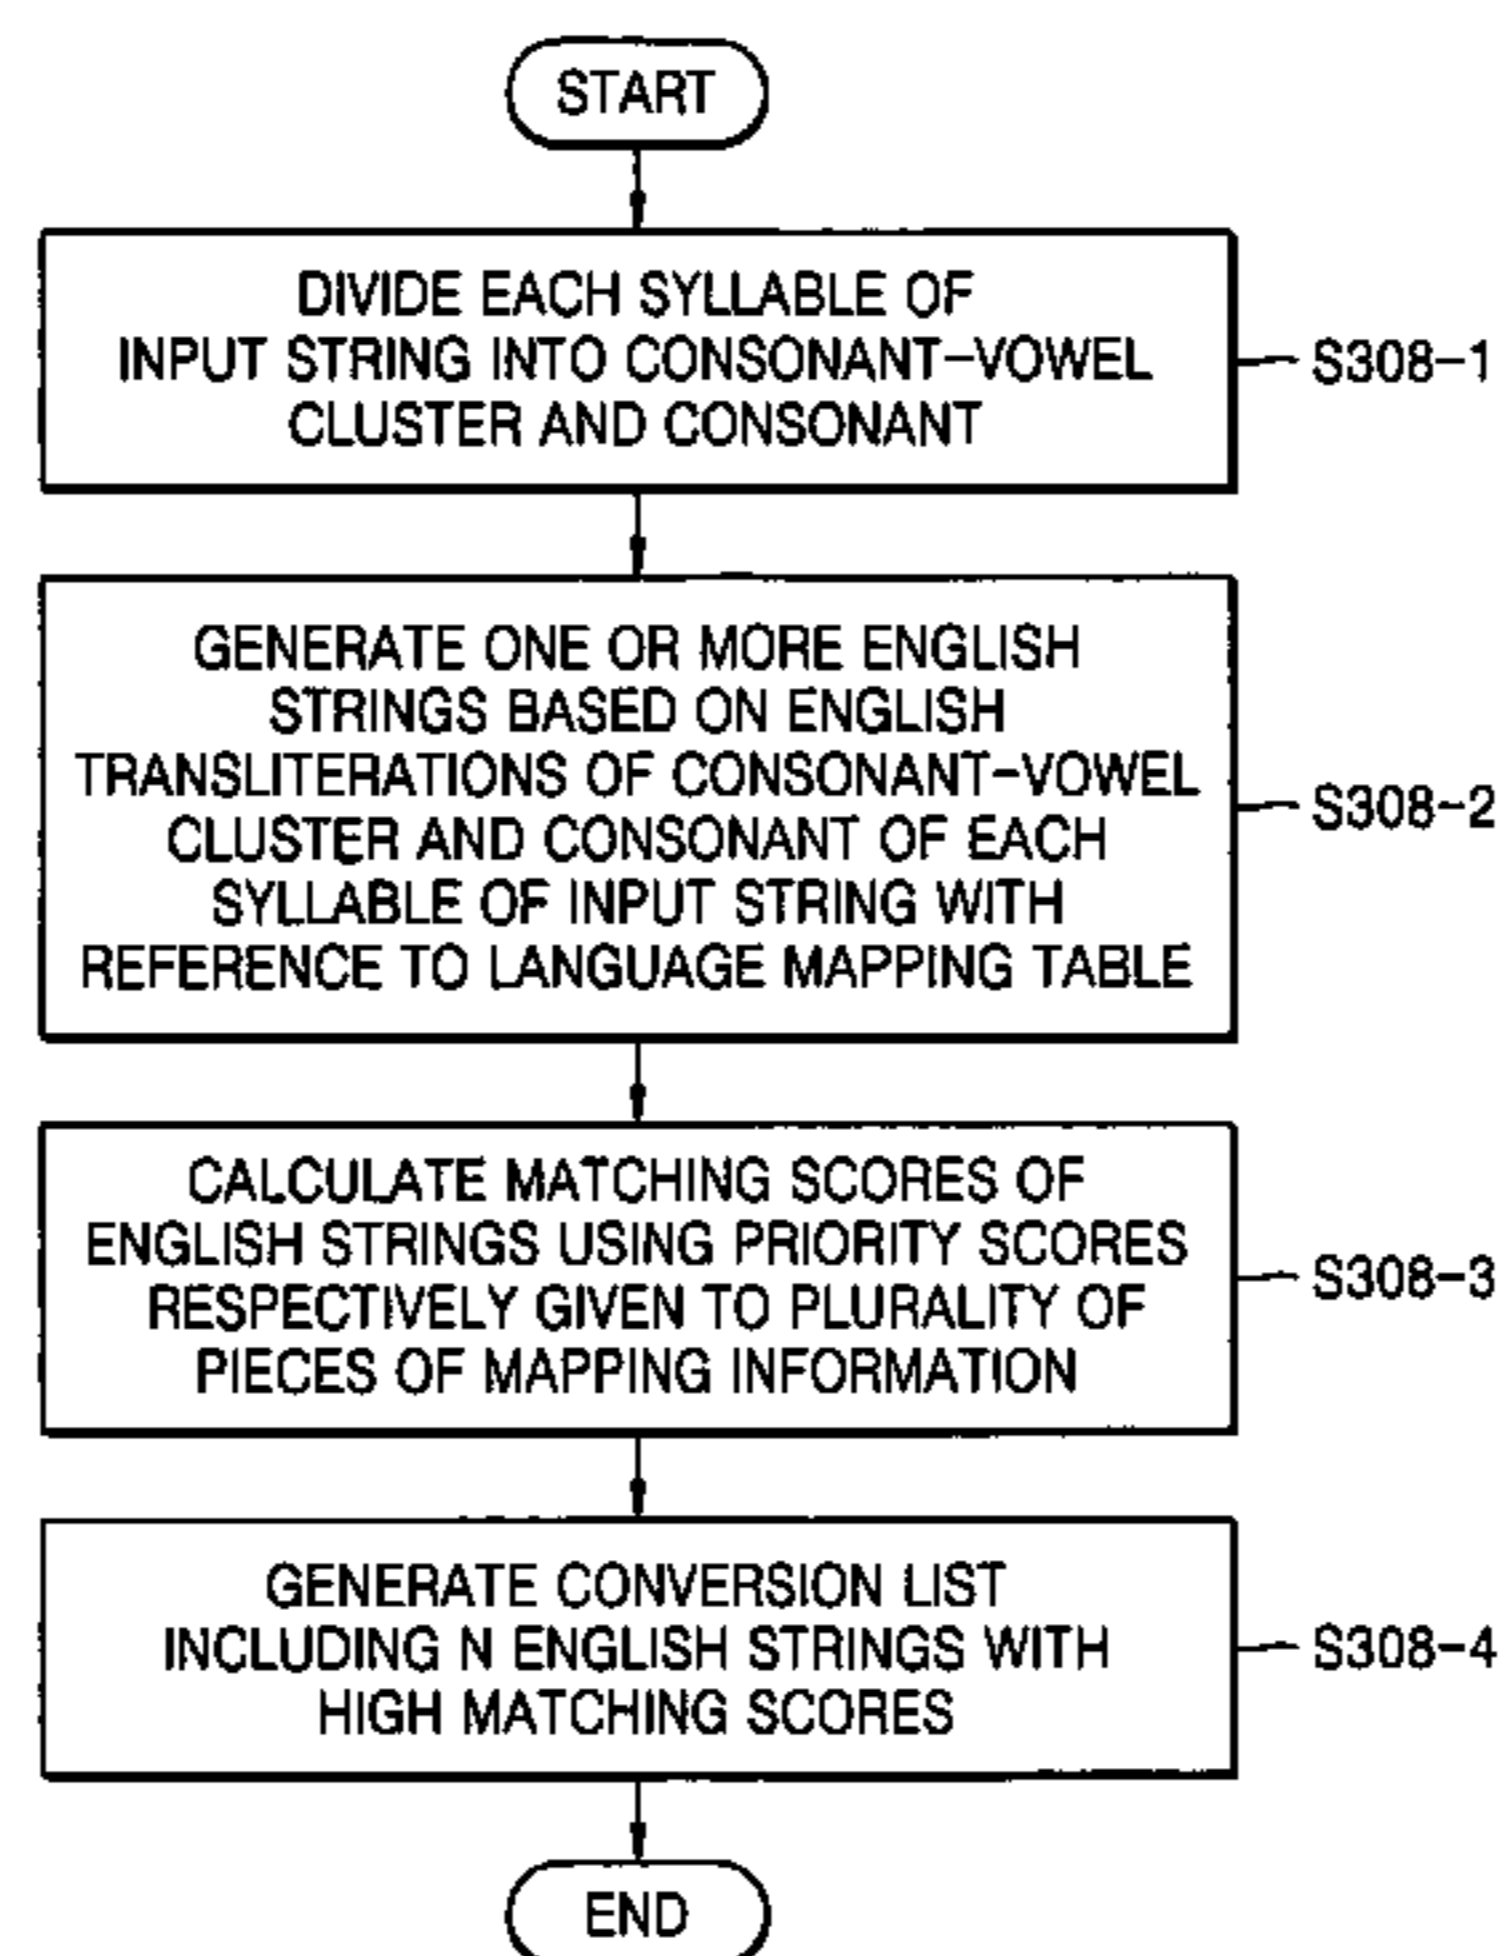 START
DIVIDE EACH SYLLABLE OF
INPUT STRING INTO CONSONANT-VOWEL
CLUSTER AND CONSONANT
S308-1
GENERATE ONE OR MORE ENGLISH
STRINGS BASED ON ENGLISH
TRANSLITERATIONS OF CONSONANT-VOWEL
CLUSTER AND CONSONANT OF EACH
SYLLABLE OF INPUT STRING WITH
REFERENCE TO LANGUAGE MAPPING TABLE
S308-2
CALCULATE MATCHING SCORES OF
ENGLISH STRINGS USING PRIORITY SCORES
RESPECTIVELY GIVEN TO PLURALITY OF
PIECES OF MAPPING INFORMATION
S308-3
GENERATE CONVERSION LIST
INCLUDING N ENGLISH STRINGS WITH
HIGH MATCHING SCORES
S308-4
END